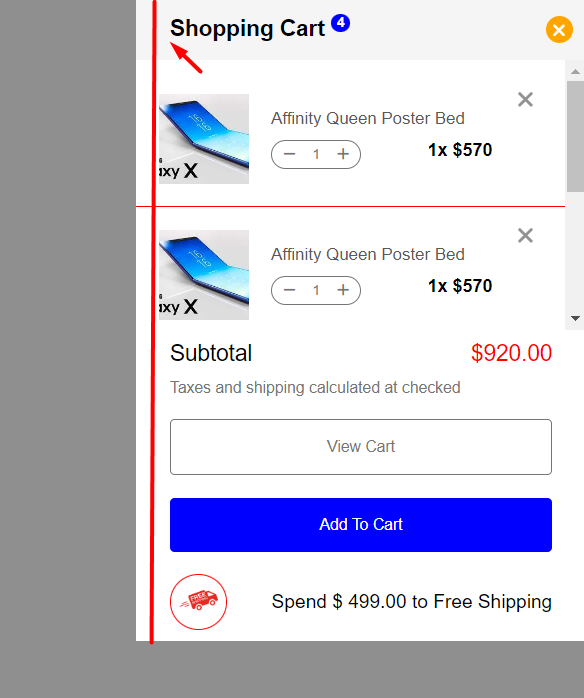 Shopping Cart 4
Affinity Queen Poster Bed
1
1x $570
axy X
Affinity Queen Poster Bed
1
1x $570
axy X
Subtotal
$920.00
Taxes and shipping calculated at checked
View Cart
Add To Cart
FREE
Spend $ 499.00 to Free Shipping